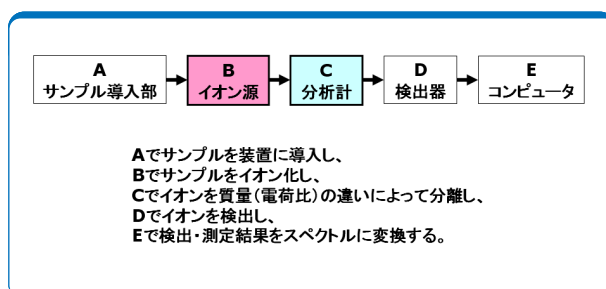 A
サンプル導入部
B
イオン源
C
分析計
D
検出器
E
コンピュータ
Aでサンプルを装置に導入し、
Bでサンプルをイオン化し、
Cでイオンを質量(電荷比)の違いによって分離し、
Dでイオンを検出し、
Eで検出・測定結果をスペクトルに変換する。